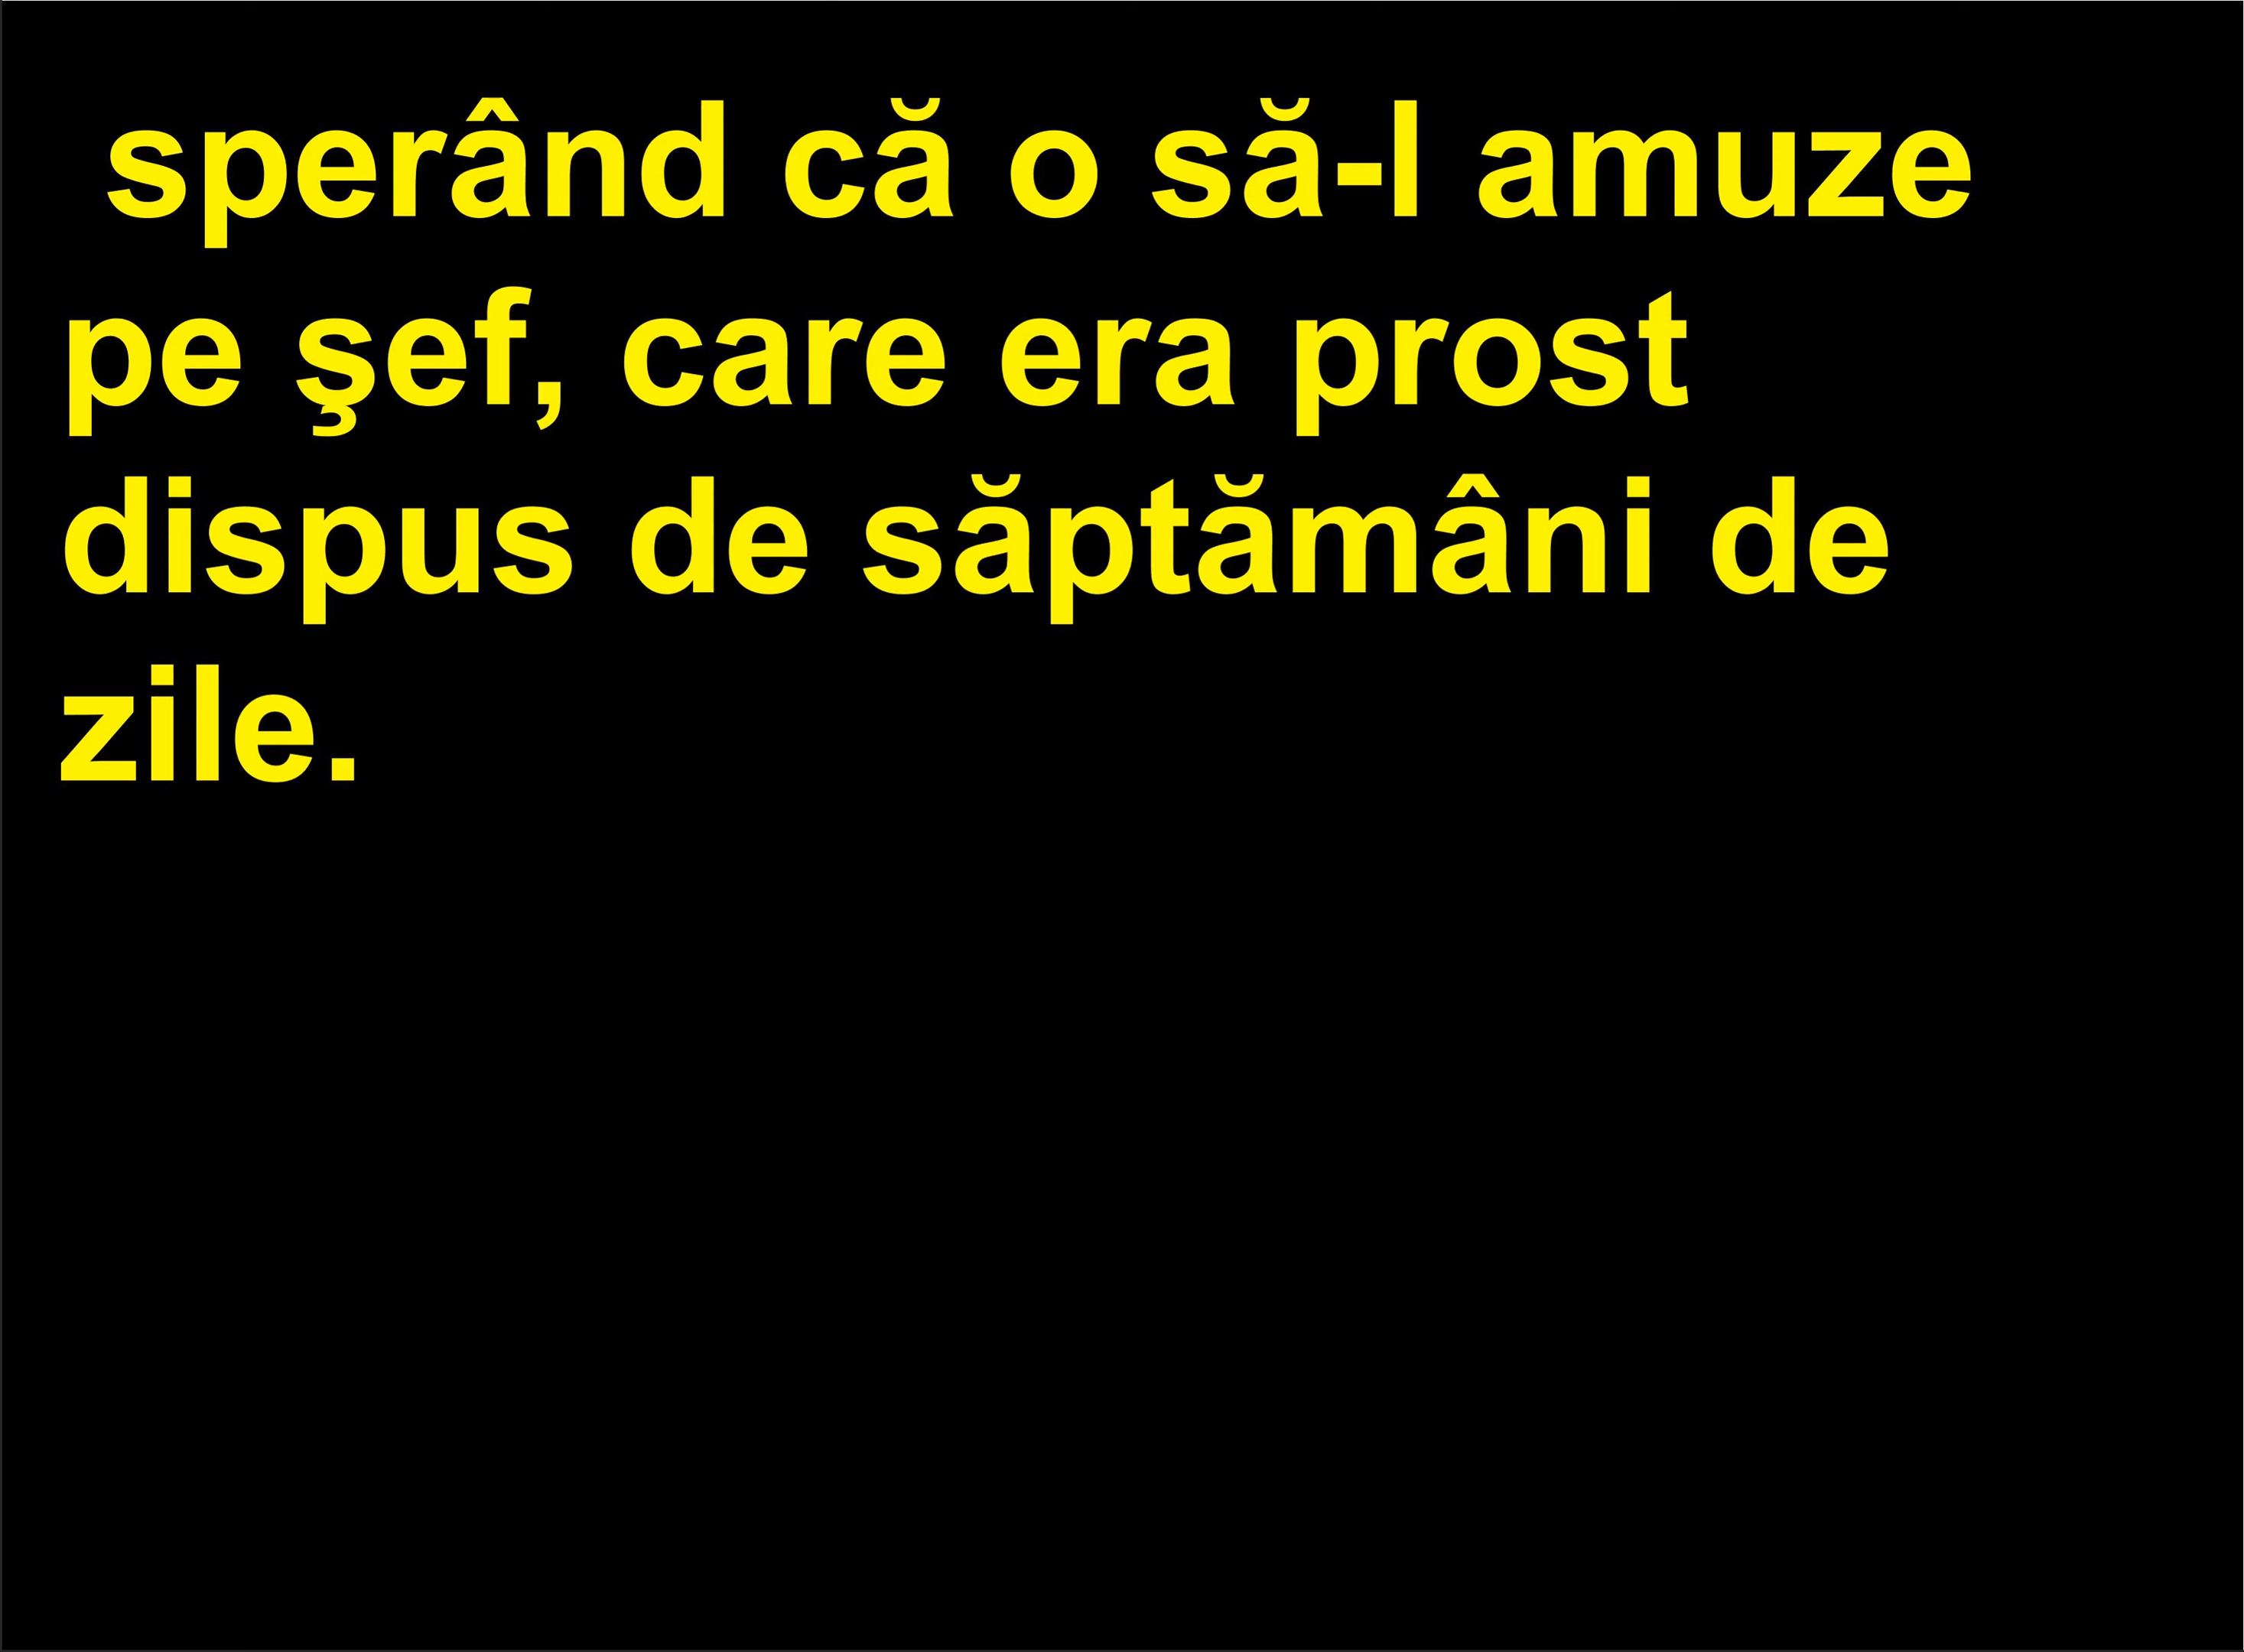 sperând că o să-l amuze
pe şef, care era prost
dispus de săptămâni de
zile.